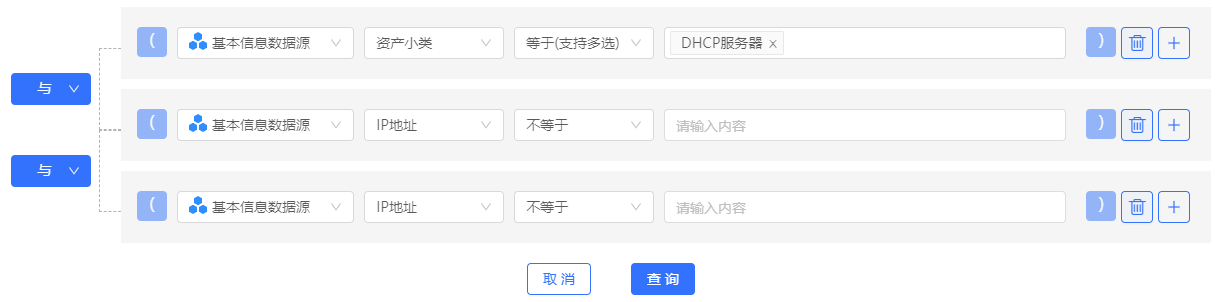 ( 基本信息数据源 资产小类 等于(支持多选) DHCP服务器 × ) +
与
( 基本信息数据源 IP地址 不等于 请输入内容 ) +
与
( 基本信息数据源 IP地址 不等于 请输入内容 ) +
取消 查询